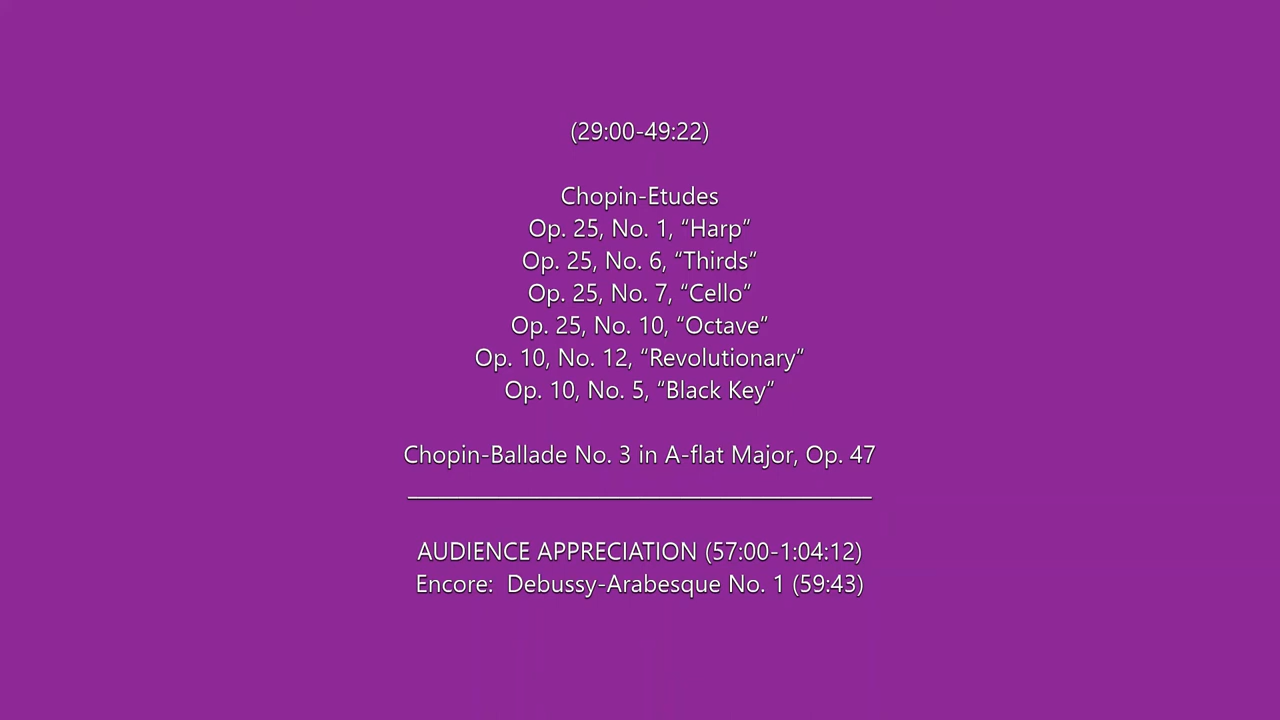 (29:00-49:22)
Chopin-Etudes
Op. 25, No. 1, “Harp”
Op. 25, No. 6, “Thirds”
Op. 25, No. 7, “Cello”
Op. 25, No. 10, “Octave”
Op. 10, No. 12, “Revolutionary”
Op. 10, No. 5, “Black Key”
Chopin-Ballade No. 3 in A-flat Major, Op. 47
AUDIENCE APPRECIATION (57:00-1:04:12)
Encore:  Debussy-Arabesque No. 1 (59:43)